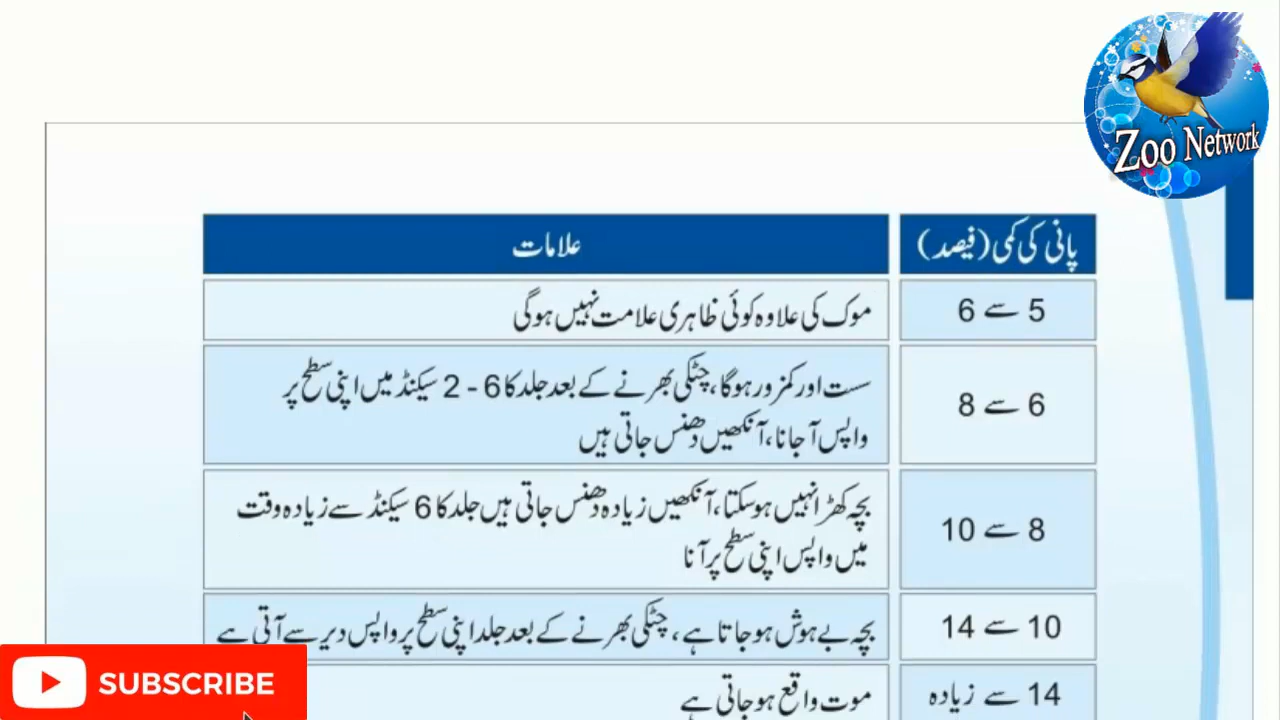 Zoo Network
پانی کی کمی (فیصد) علامات
5 سے 6 موک کی علاوہ کوئی ظاہری علامت نہیں ہوگی
6 سے 8 سست اور کمزور ہوگا، چٹکی بھرنے کے بعد جلد کا 6 - 2 سیکنڈ میں اپنی سطح پر
واپس آ جانا، آنکھیں دھنس جاتی ہیں
8 سے 10 بچہ کھڑا نہیں ہوسکتا، آنکھیں زیادہ دھنس جاتی ہیں جلد کا 6 سیکنڈ سے زیادہ وقت
میں واپس اپنی سطح پر آنا
10 سے 14 بچہ بے ہوش ہو جاتا ہے، چٹکی بھرنے کے بعد جلد اپنی سطح پر واپس دیر سے آتی ہے
14 سے زیادہ موت واقع ہو جاتی ہے
SUBSCRIBE